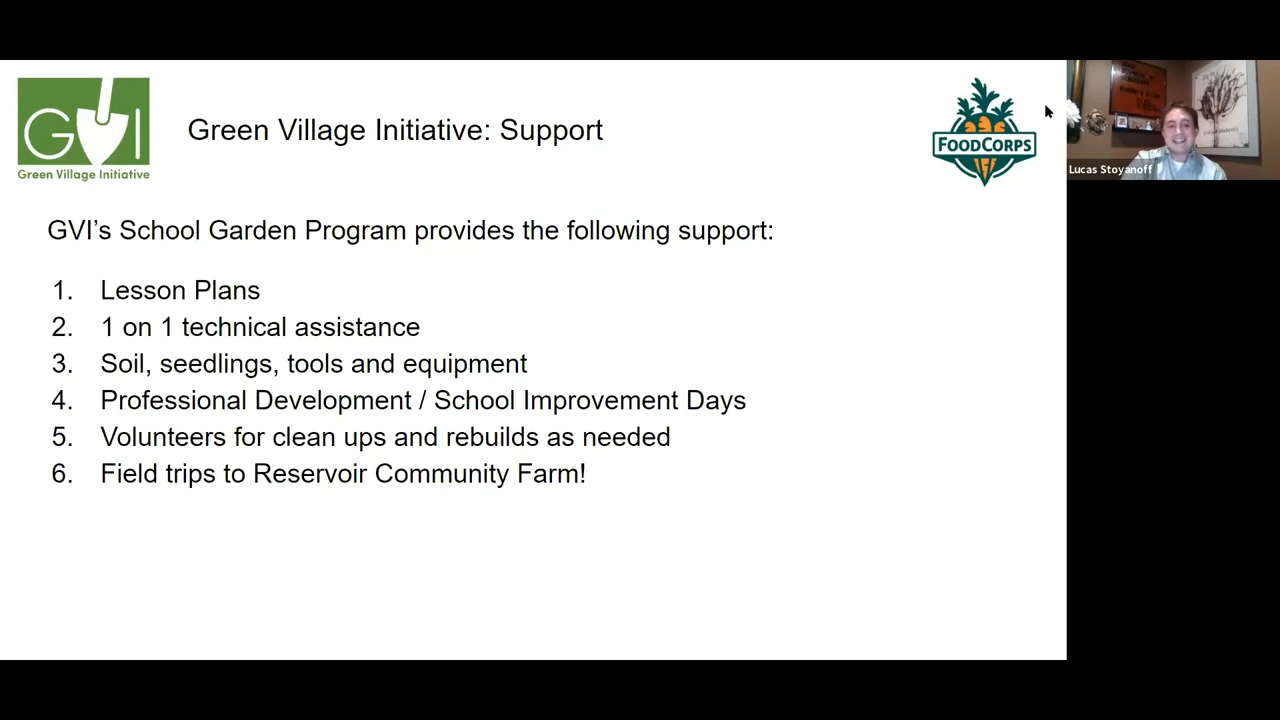 GVI
Green Village Initiative
Green Village Initiative: Support
FOODCORPS
Lucas Stoyanoff
GVI’s School Garden Program provides the following support:
1. Lesson Plans
2. 1 on 1 technical assistance
3. Soil, seedlings, tools and equipment
4. Professional Development / School Improvement Days
5. Volunteers for clean ups and rebuilds as needed
6. Field trips to Reservoir Community Farm!